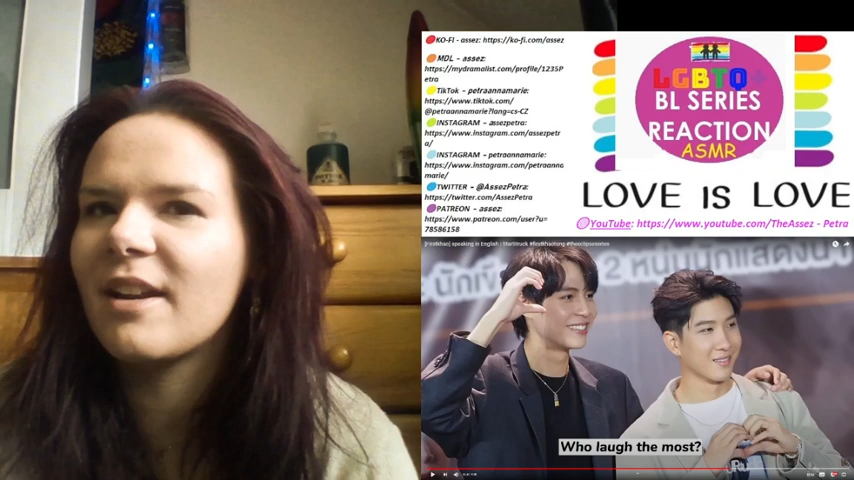 KO-FI - assez: https://ko-fi.com/assez
MDL - assez:
https://mydramalist.com/profile/1235P
etra
TikTok - petraannamarie:
https://www.tiktok.com/
@petraannamarie?lang=cs-CZ
INSTAGRAM - assezpetra:
https://www.instagram.com/assezpetr
a/
INSTAGRAM - petraannamarie:
https://www.instagram.com/petraanna
marie/
TWITTER - @AssezPetra:
https://twitter.com/AssezPetra
PATREON - assez:
https://www.patreon.com/user?u=
78586158
LGBTQ+
BL SERIES
REACTION
ASMR
LOVE IS LOVE
YouTube: https://www.youtube.com/TheAssez - Petra
speaking in English
Who laugh the most?